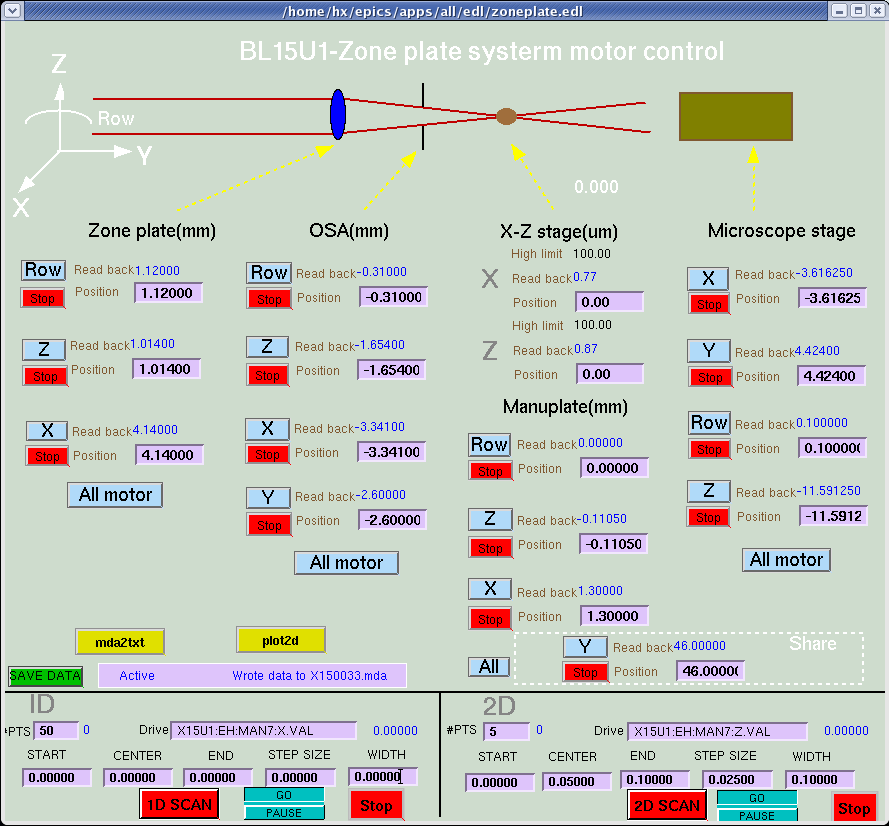 /home/hx/epics/apps/all/edl/zoneplate.edl
BL15U1-Zone plate systerm motor control
Z
Row
Y
X
0.000
Zone plate(mm)
Row
Read back 1.12000
Stop
Position
1.12000
Z
Read back 1.01400
Stop
Position
1.01400
X
Read back 4.14000
Stop
Position
4.14000
All motor
OSA(mm)
Row
Read back -0.31000
Stop
Position
-0.31000
Z
Read back -1.65400
Stop
Position
-1.65400
X
Read back -3.34100
Stop
Position
-3.34100
Y
Read back -2.60000
Stop
Position
-2.60000
All motor
X-Z stage(um)
High limit 100.00
X
Read back 0.77
Position
0.00
High limit 100.00
Z
Read back 0.87
Position
0.00
Manuplate(mm)
Row
Read back 0.00000
Stop
Position
0.00000
Z
Read back -0.11050
Stop
Position
-0.11050
X
Read back 1.30000
Stop
Position
1.30000
All
Y
Read back 46.00000
Share
Stop
Position
46.0000(
Microscope stage
X
Read back -3.616250
Stop
Position
-3.61625
Y
Read back 4.42400
Stop
Position
4.42400
Row
Read back 0.100000
Stop
Position
0.10000(
Z
Read back -11.591250
Stop
Position
-11.5912
All motor
mda2txt
plot2d
SAVE DATA
Active
Wrote data to X150033.mda
1D
#PTS 50 0
Drive X15U1:EH:MAN7:X.VAL
0.00000
START CENTER END STEP SIZE WIDTH
0.00000 0.00000 0.00000 0.00000 0.00000
1D SCAN
GO
PAUSE
Stop
2D
#PTS 5 0
Drive X15U1:EH:MAN7:Z.VAL
0.00000
START CENTER END STEP SIZE WIDTH
0.00000 0.05000 0.10000 0.02500 0.10000
2D SCAN
GO
PAUSE
Stop